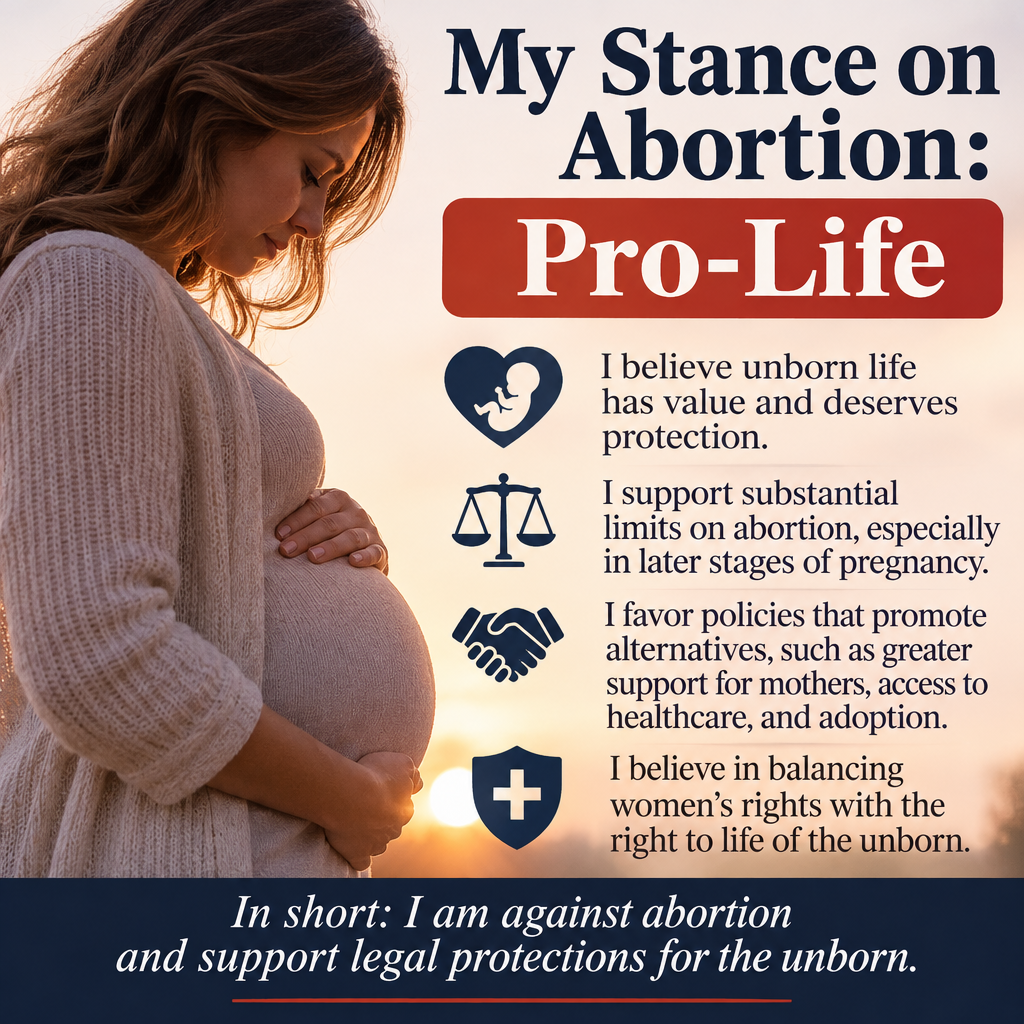 My Stance on
Abortion:
Pro-Life
I believe unborn life
has value and deserves
protection.
I support substantial
limits on abortion, especially
in later stages of pregnancy.
I favor policies that promote
alternatives, such as greater
support for mothers, access to
healthcare, and adoption.
I believe in balancing
women's rights with the
right to life of the unborn.
In short: I am against abortion
and support legal protections for the unborn.